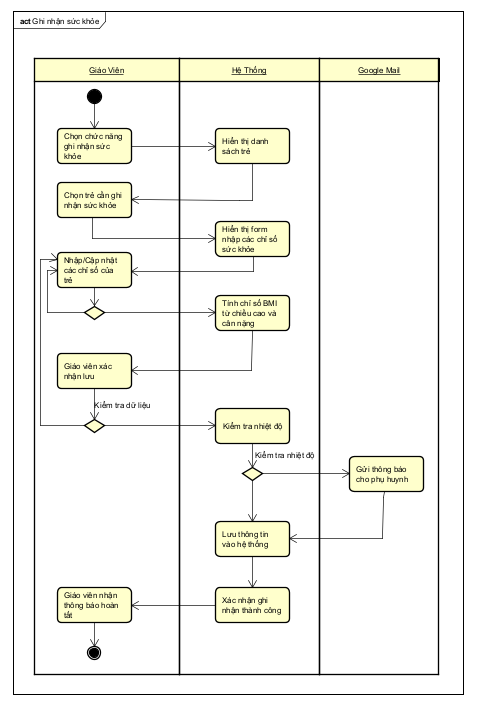 act Ghi nhận sức khỏe
Giáo Viên
Hệ Thống
Google Mail
Chọn chức năng
ghi nhận sức
khỏe
Hiển thị danh
sách trẻ
Chọn trẻ cần ghi
nhận sức khỏe
Hiển thị form
nhập các chỉ số
sức khỏe
Nhập/Cập nhật
các chỉ số của
trẻ
Tính chỉ số BMI
từ chiều cao và
cân nặng
Giáo viên xác
nhận lưu
Kiểm tra dữ liệu
Kiểm tra nhiệt độ
Kiểm tra nhiệt độ
Gửi thông báo
cho phụ huynh
Lưu thông tin
vào hệ thống
Giáo viên nhận
thông báo hoàn
tất
Xác nhận ghi
nhận thành công